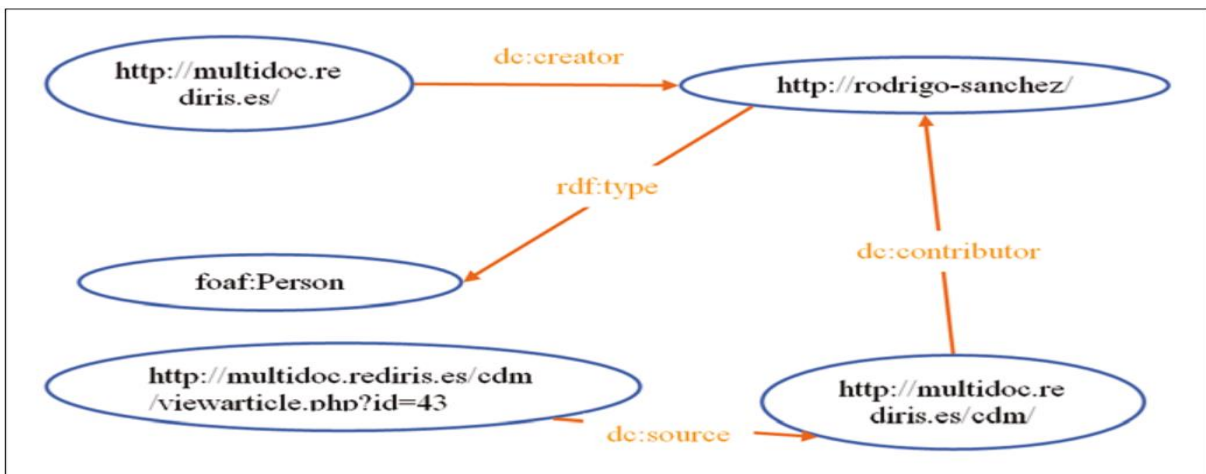 http://multidoc.re
diris.es/
dc:creator
http://rodrigo-sanchez/
rdf:type
dc:contributor
foaf:Person
http://multidoc.rediris.es/cdm
/viewarticle.php?id=43
http://multidoc.re
diris.es/cdm/
dc:source